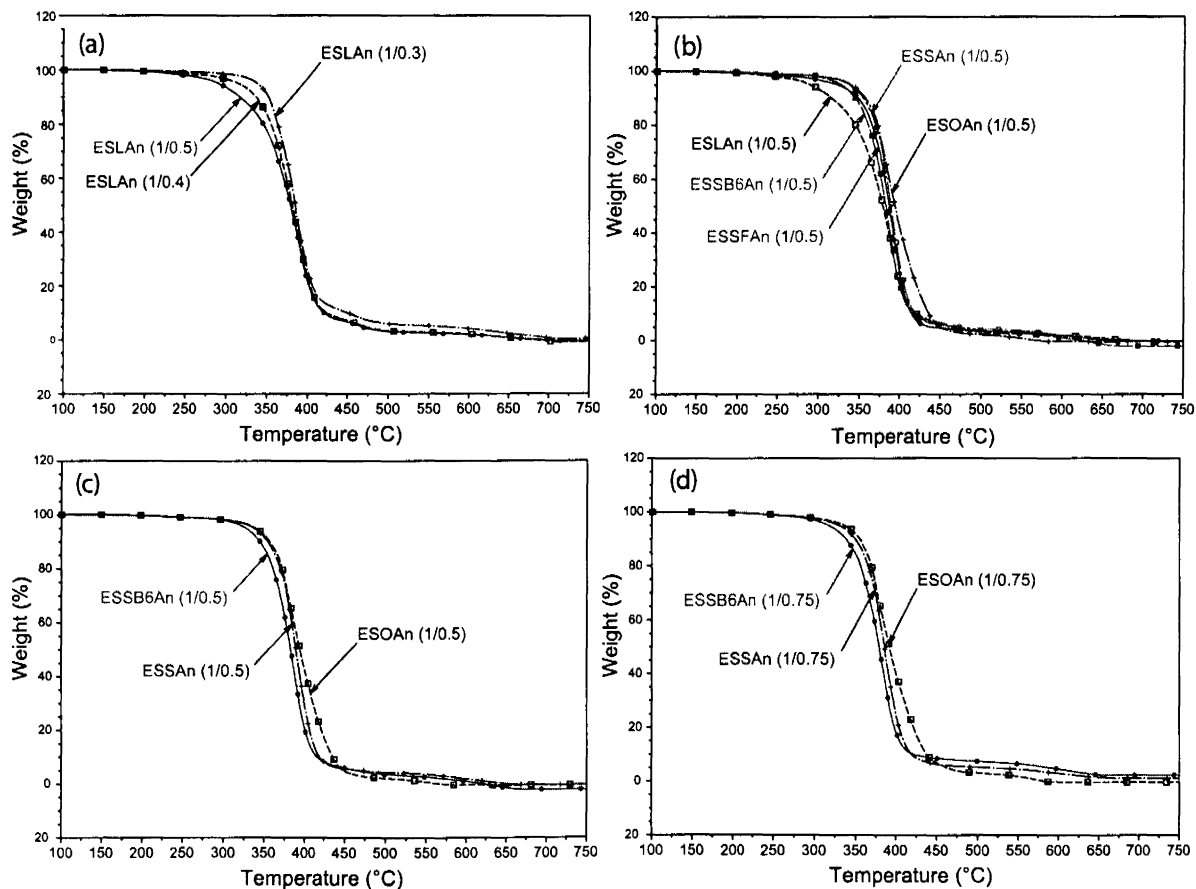 (a)
120
100
80
60
40
20
0
20
Weight (%)
ESLAn (1/0.3)
ESLAn (1/0.5)
ESLAn (1/0.4)
100 150 200 250 300 350 400 450 500 550 600 650 700 750
Temperature (°C)
(b)
120
100
80
60
40
20
0
20
Weight (%)
ESSAn (1/0.5)
ESOAn (1/0.5)
ESLAn (1/0.5)
ESSB6An (1/0.5)
ESSFAn (1/0.5)
100 150 200 250 300 350 400 450 500 550 600 650 700 750
Temperature (°C)
(c)
120
100
80
60
40
20
0
20
Weight (%)
ESSB6An (1/0.5)
ESOAn (1/0.5)
ESSAn (1/0.5)
100 150 200 250 300 350 400 450 500 550 600 650 700 750
Temperature (°C)
(d)
120
100
80
60
40
20
0
20
Weight (%)
ESOAn (1/0.75)
ESSB6An (1/0.75)
ESSAn (1/0.75)
100 150 200 250 300 350 400 450 500 550 600 650 700 750
Temperature (°C)